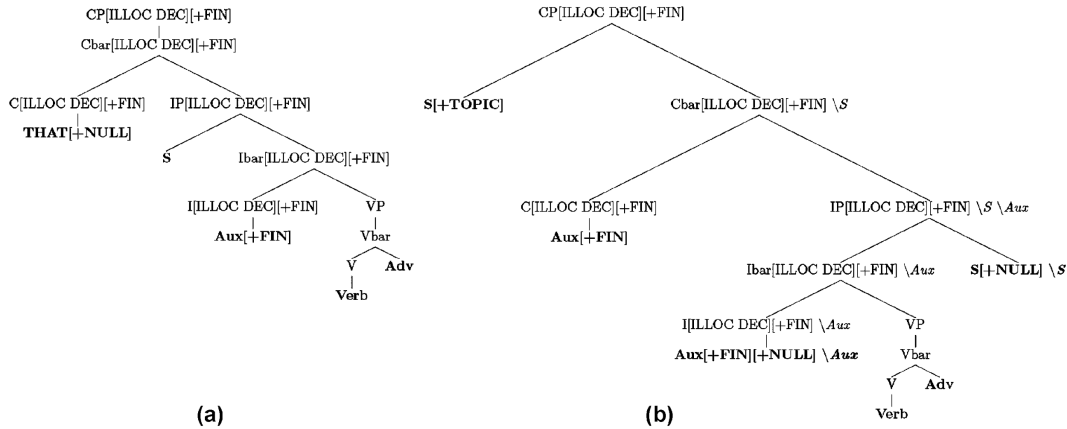 CP[ILLOC DEC][+FIN]
Cbar[ILLOC DEC][+FIN]
C[ILLOC DEC][+FIN] IP[ILLOC DEC][+FIN]
THAT[+NULL] S Ibar[ILLOC DEC][+FIN]
I[ILLOC DEC][+FIN] VP
Aux[+FIN] Vbar
V Adv
Verb
(a)
CP[ILLOC DEC][+FIN]
S[+TOPIC] Cbar[ILLOC DEC][+FIN] \S
C[ILLOC DEC][+FIN] IP[ILLOC DEC][+FIN] \S \Aux
Aux[+FIN]
Ibar[ILLOC DEC][+FIN] \Aux S[+NULL] \S
I[ILLOC DEC][+FIN] \Aux VP
Aux[+FIN][+NULL] \Aux Vbar
V Adv
Verb
(b)